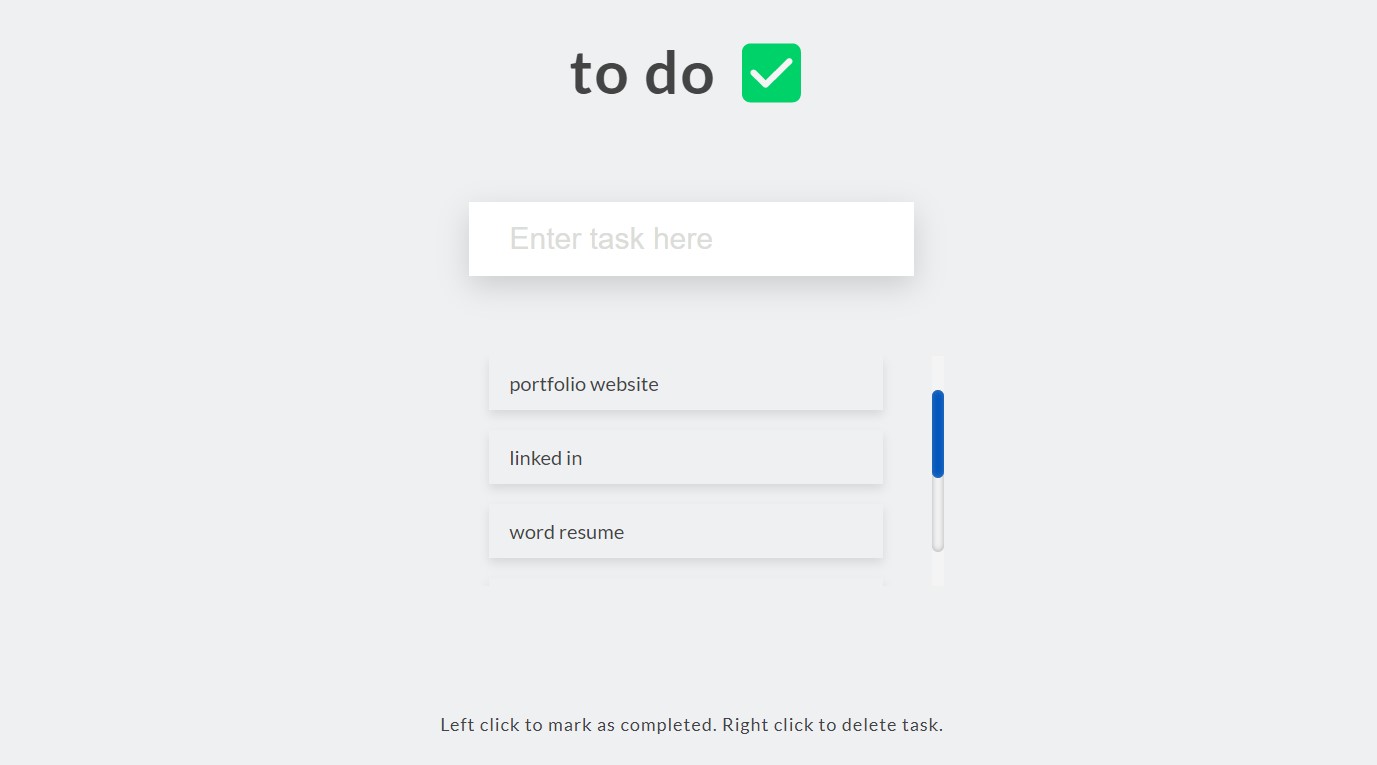 to do
Enter task here
portfolio website
linked in
word resume
Left click to mark as completed. Right click to delete task.